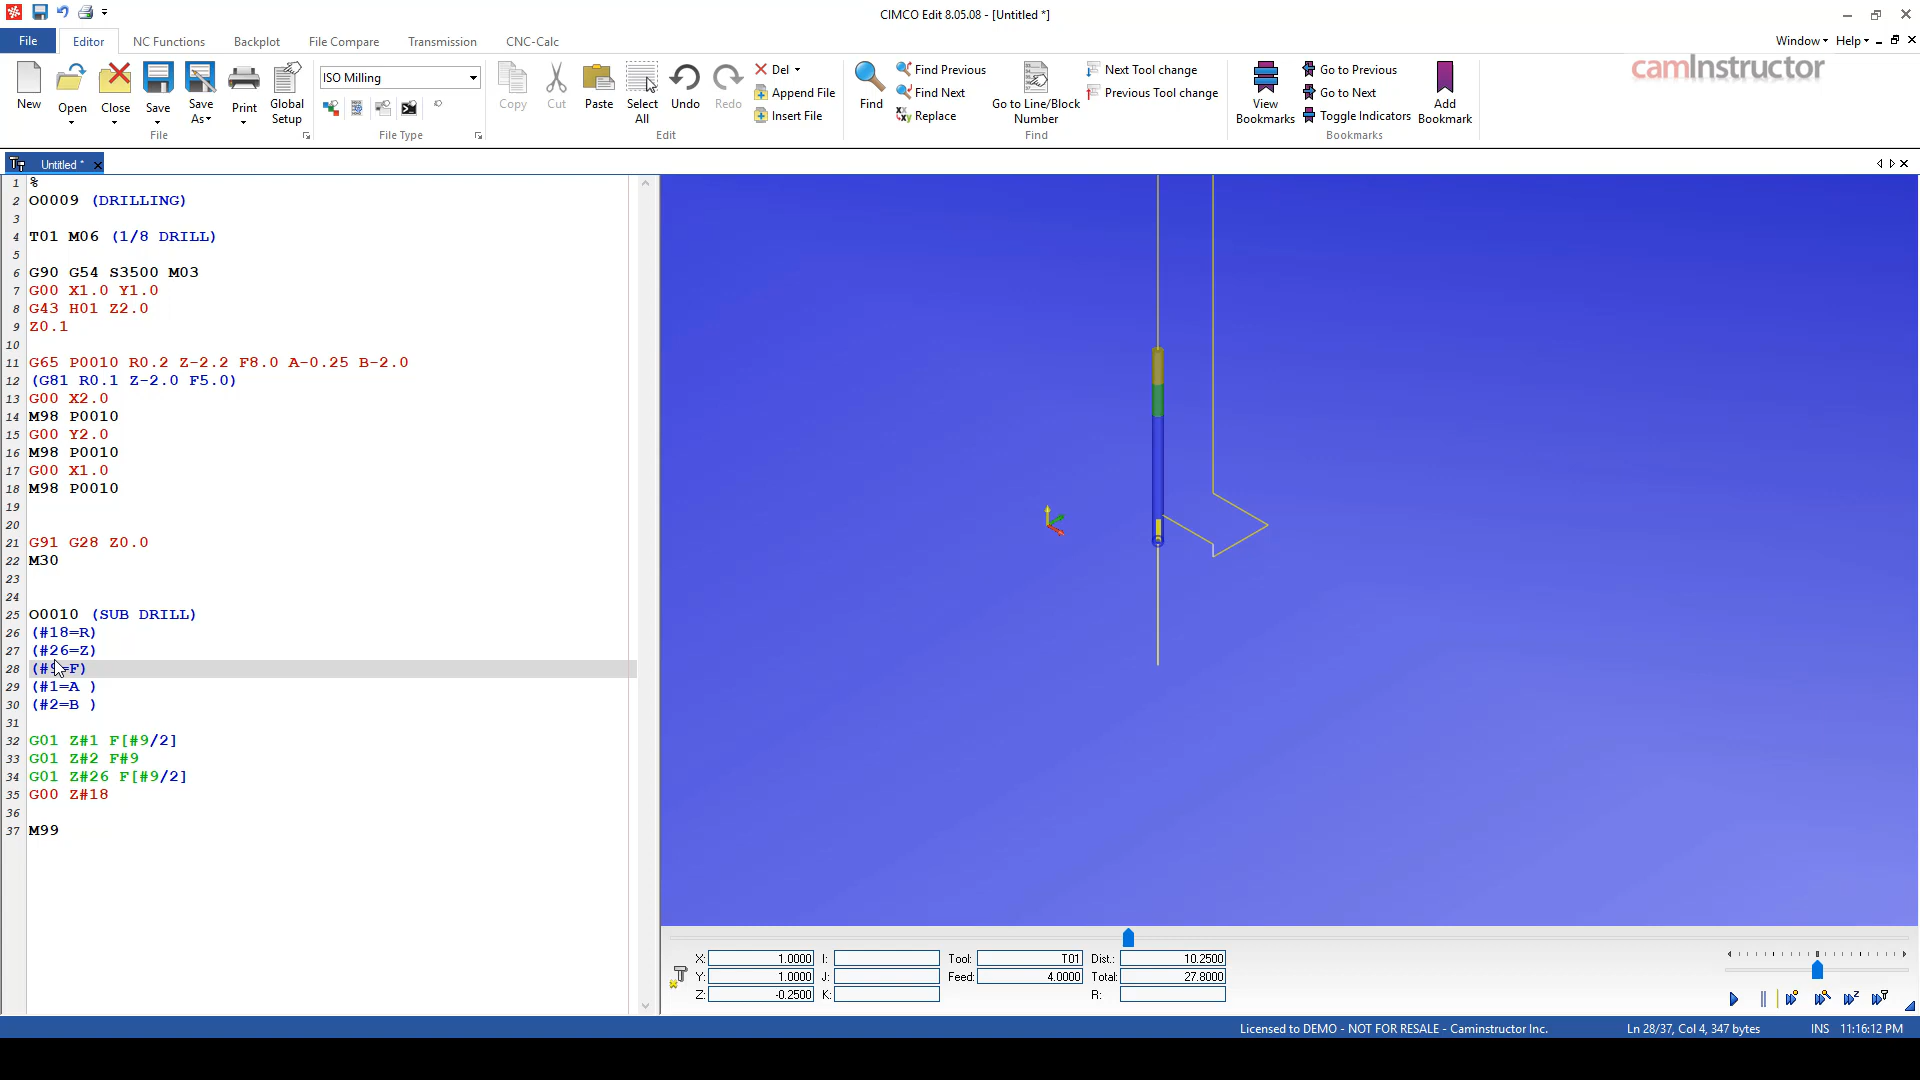 CIMCO Edit 8.05.08 - [Untitled *]
File
Editor
NC Functions
Backplot
File Compare
Transmission
CNC-Calc
Window
Help
New
Open
Close
Save
Save As
Print
Global Setup
File
ISO Milling
File Type
Copy
Cut
Paste
Select All
Undo
Redo
Del
Append File
Insert File
Edit
Find
Find Previous
Find Next
Replace
Go to Line/Block Number
Next Tool change
Previous Tool change
Find
View Bookmarks
Go to Previous
Go to Next
Toggle Indicators
Add Bookmark
Bookmarks
camInstructor
Untitled *
1 %
2 O0009 (DRILLING)
3
4 T01 M06 (1/8 DRILL)
5
6 G90 G54 S3500 M03
7 G00 X1.0 Y1.0
8 G43 H01 Z2.0
9 Z0.1
10
11 G65 P0010 R0.2 Z-2.2 F8.0 A-0.25 B-2.0
12 (G81 R0.1 Z-2.0 F5.0)
13 G00 X2.0
14 M98 P0010
15 G00 Y2.0
16 M98 P0010
17 G00 X1.0
18 M98 P0010
19
20
21 G91 G28 Z0.0
22 M30
23
24
25 O0010 (SUB DRILL)
26 (#18=R)
27 (#26=Z)
28 (#9=F)
29 (#1=A )
30 (#2=B )
31
32 G01 Z#1 F[#9/2]
33 G01 Z#2 F#9
34 G01 Z#26 F[#9/2]
35 G00 Z#18
36
37 M99
X: 1.0000 I: Tool: T01 Dist.: 10.2500
Y: 1.0000 J: Feed: 4.0000 Total: 27.8000
Z: -0.2500 K: R:
Licensed to DEMO - NOT FOR RESALE - Caminstructor Inc.
Ln 28/37, Col 4, 347 bytes
INS
11:16:12 PM